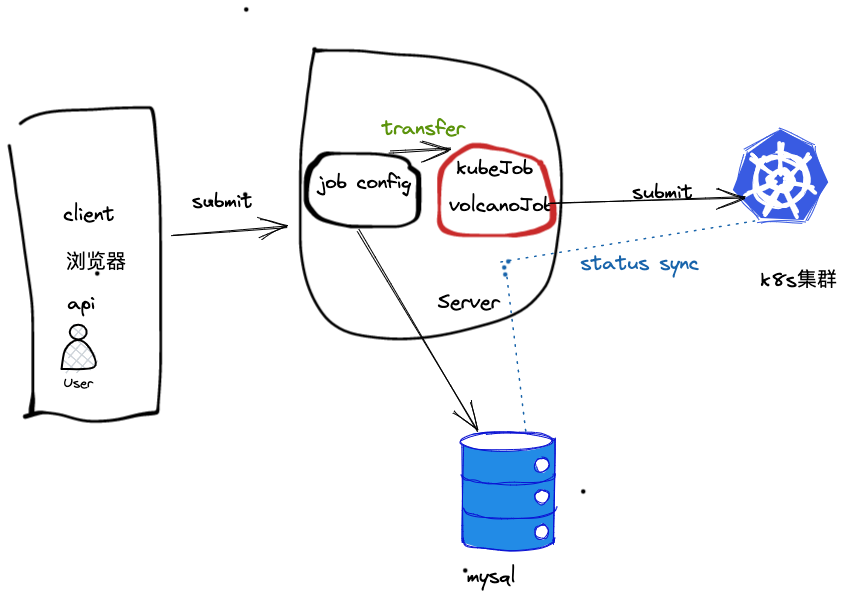 client
浏览器
api
User
submit
transfer
job config
kubeJob
volcanoJob
Server
submit
status sync
k8s集群
mysql